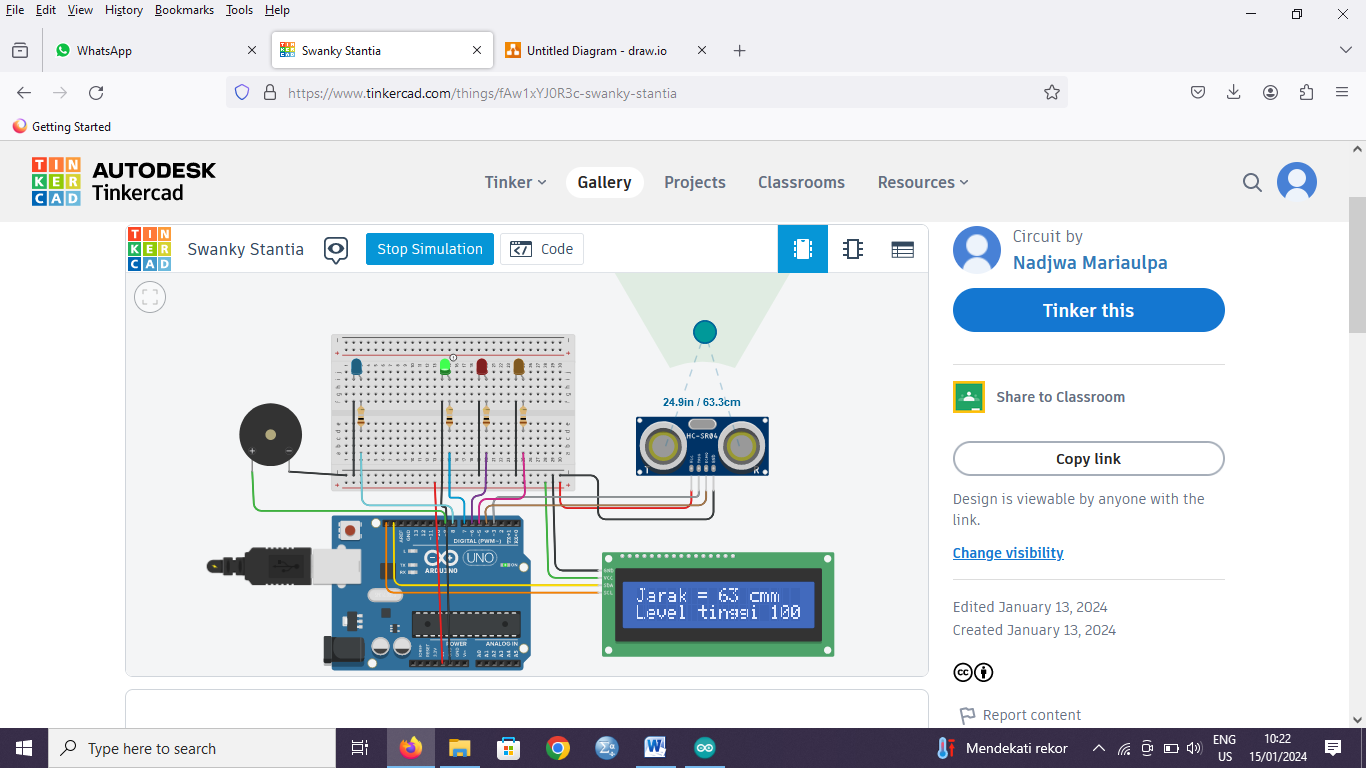 File Edit View History Bookmarks Tools Help
WhatsApp
Swanky Stantia
Untitled Diagram - draw.io
https://www.tinkercad.com/things/fAw1xYJ0R3c-swanky-stantia
Getting Started
TIN KER CAD
AUTODESK
Tinkercad
Tinker
Gallery
Projects
Classrooms
Resources
TIN KER CAD
Swanky Stantia
Stop Simulation
Code
Circuit by
Nadjwa Mariaulpa
Tinker this
Share to Classroom
Copy link
Design is viewable by anyone with the
link.
Change visibility
Edited January 13, 2024
Created January 13, 2024
Report content
24.9in / 63.3cm
HC-SR04
T
R
DIGITAL (PWM~)
UNO
ARDUINO
ON
L
TX
RX
AREF
GND
POWER
ANALOG IN
GND
VCC
SDA
SCL
Jarak = 63 cmm
Level tinggi 100
Type here to search
Mendekati rekor
ENG
US
10:22
15/01/2024